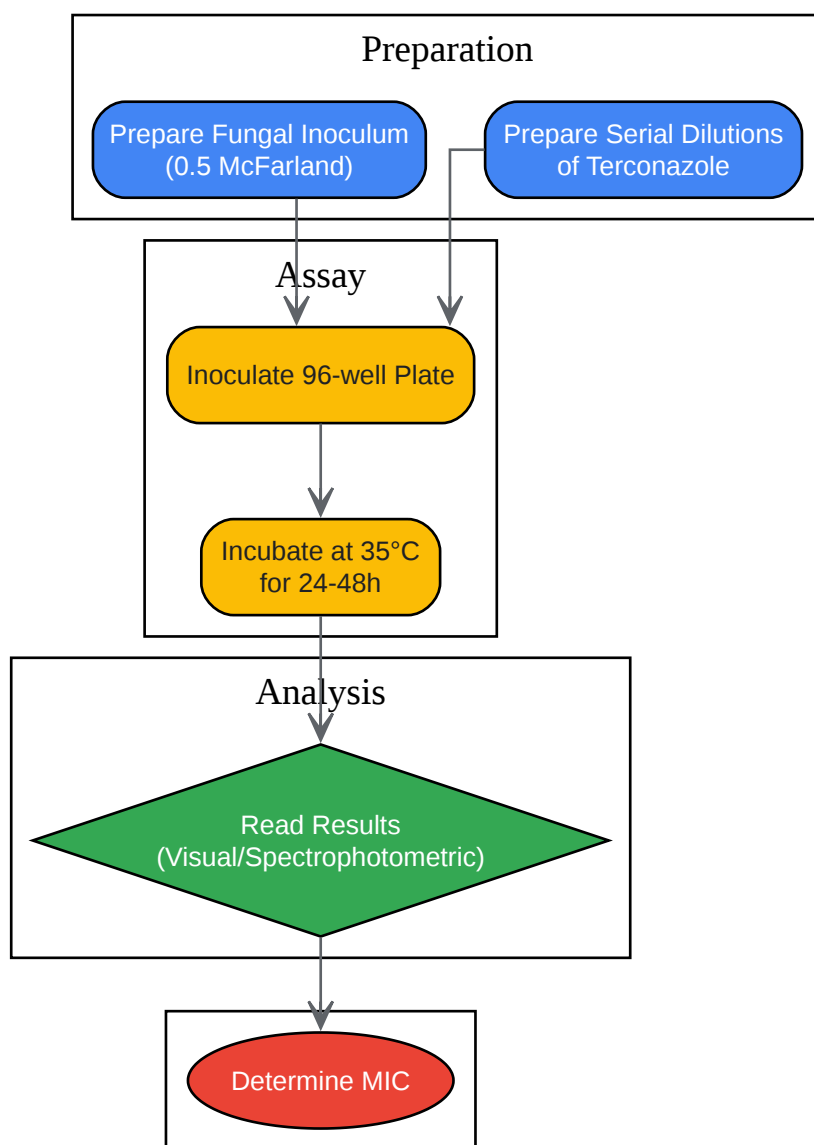 Preparation
Prepare Fungal Inoculum
(0.5 McFarland)
Prepare Serial Dilutions
of Terconazole
Assay
Inoculate 96-well Plate
Incubate at 35°C
for 24-48h
Analysis
Read Results
(Visual/Spectrophotometric)
Determine MIC